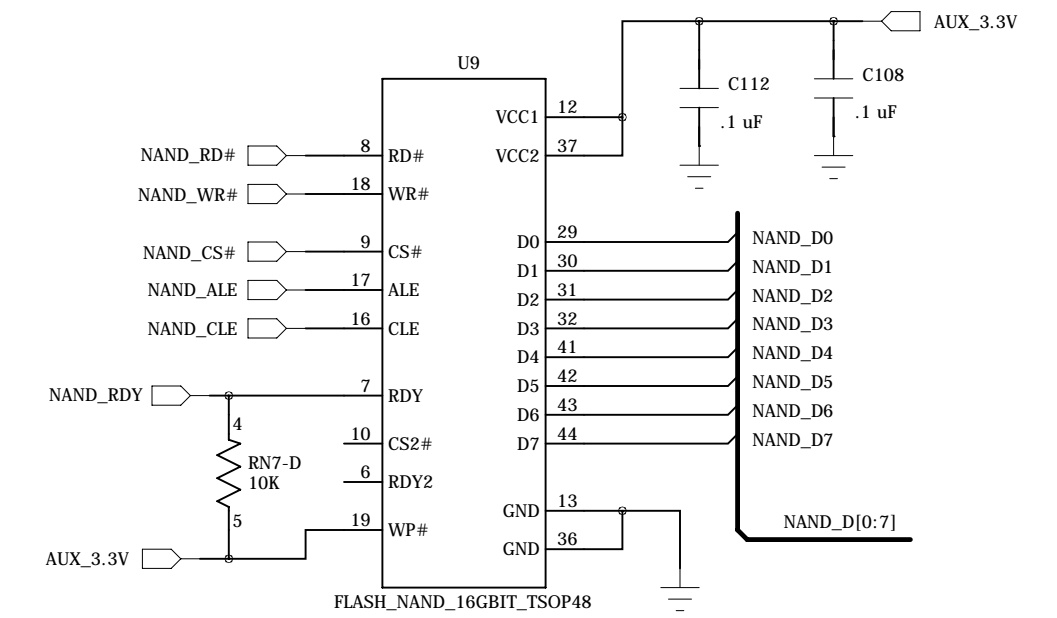 AUX_3.3V
U9
C112
.1 uF
C108
.1 uF
VCC1 12
VCC2 37
NAND_RD# 8 RD#
NAND_WR# 18 WR#
NAND_CS# 9 CS#
NAND_ALE 17 ALE
NAND_CLE 16 CLE
NAND_RDY 7 RDY
10 CS2#
6 RDY2
19 WP#
4
RN7-D
10K
5
AUX_3.3V
D0 29 NAND_D0
D1 30 NAND_D1
D2 31 NAND_D2
D3 32 NAND_D3
D4 41 NAND_D4
D5 42 NAND_D5
D6 43 NAND_D6
D7 44 NAND_D7
GND 13
GND 36
NAND_D[0:7]
FLASH_NAND_16GBIT_TSOP48